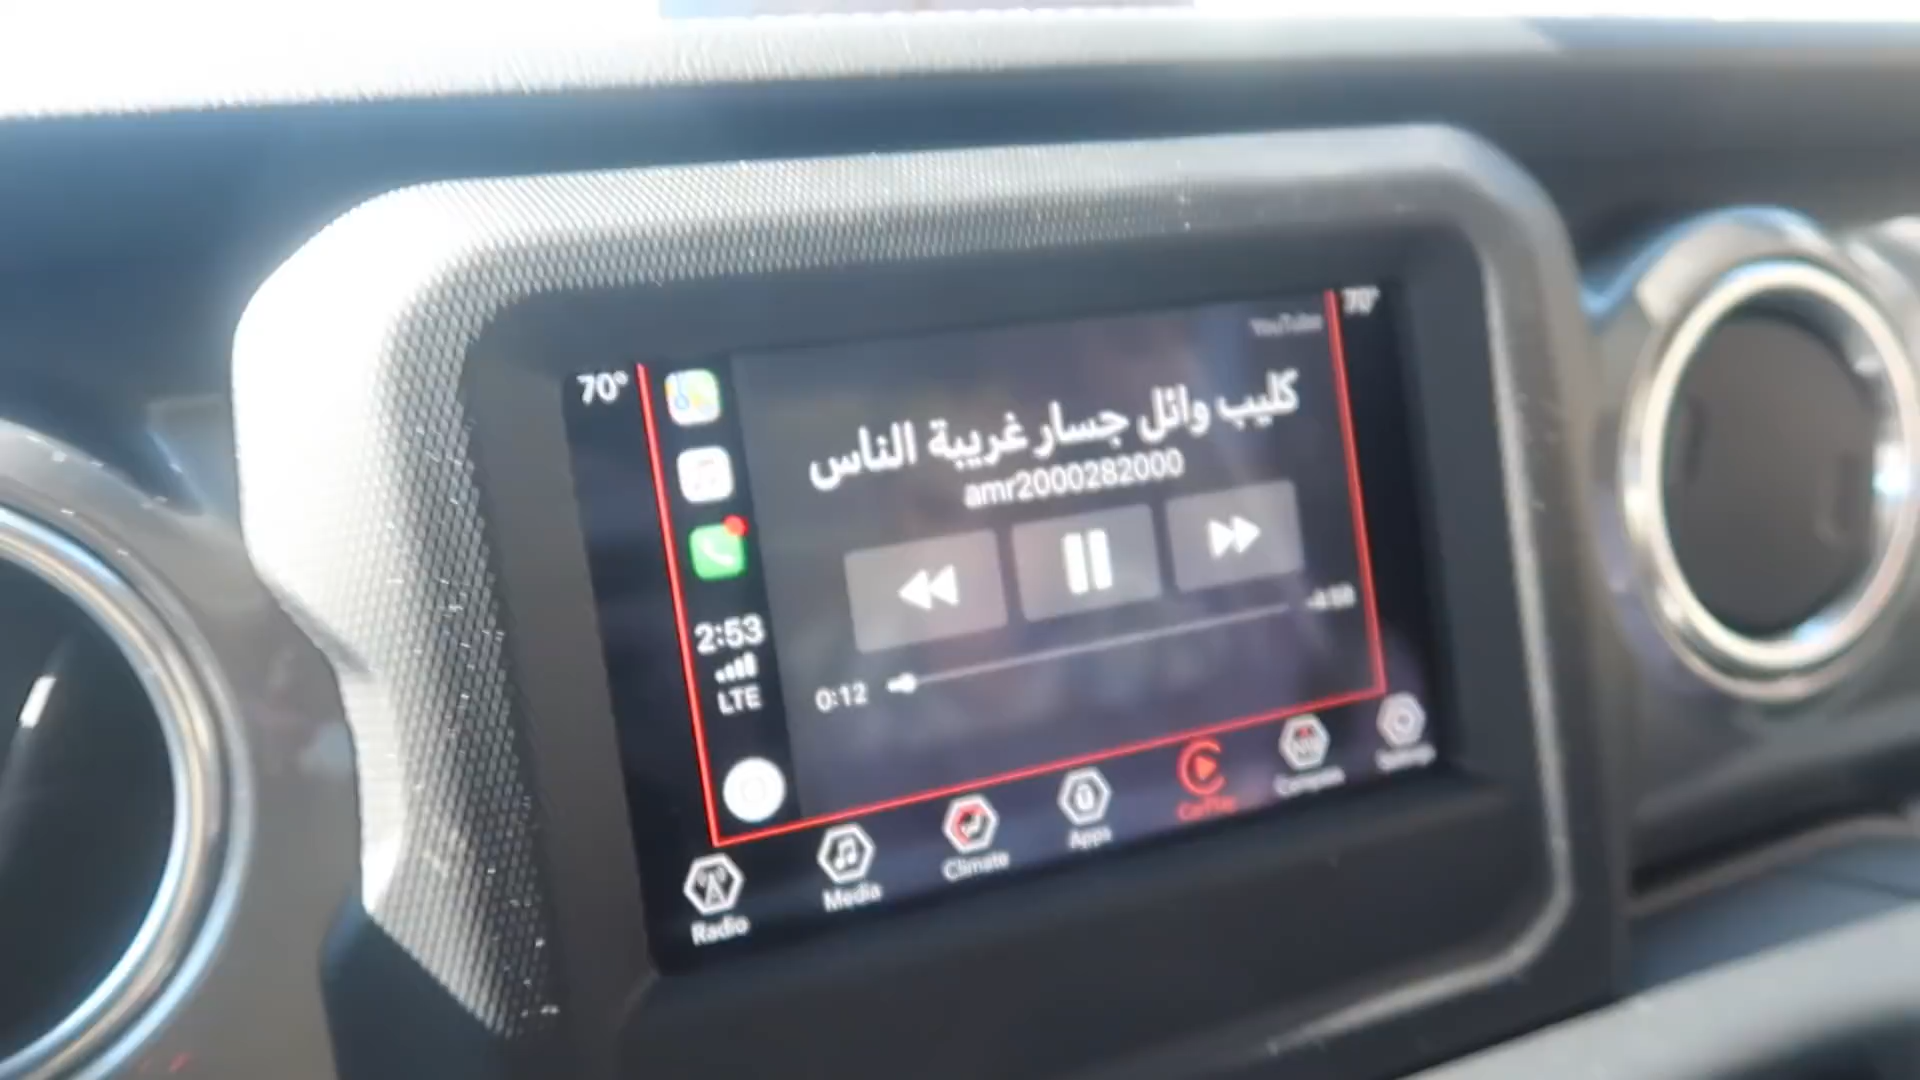 70°
70°
YouTube
كليب وائل جسار غريبة الناس
amr2000282000
2:53
LTE
0:12
Radio
Media
Climate
Apps
CarPlay
Settings